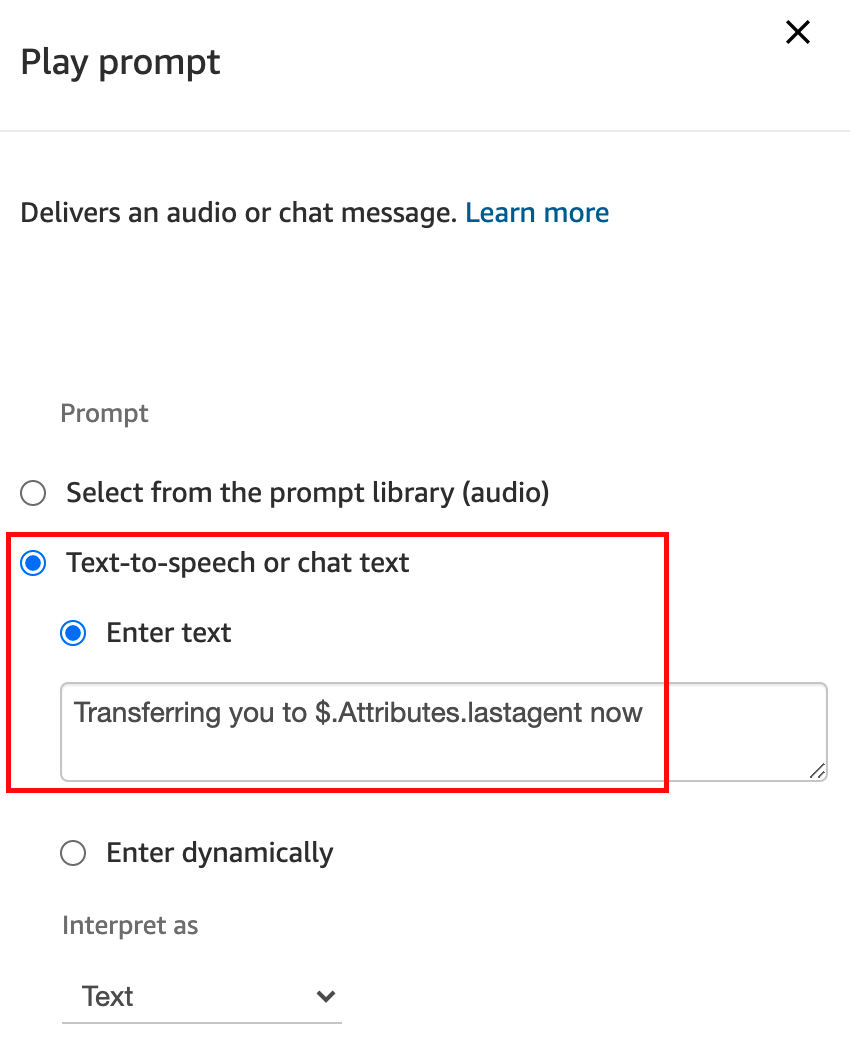 Play prompt
Delivers an audio or chat message. Learn more
Prompt
Select from the prompt library (audio)
Text-to-speech or chat text
Enter text
Transferring you to $.Attributes.lastagent now
Enter dynamically
Interpret as
Text